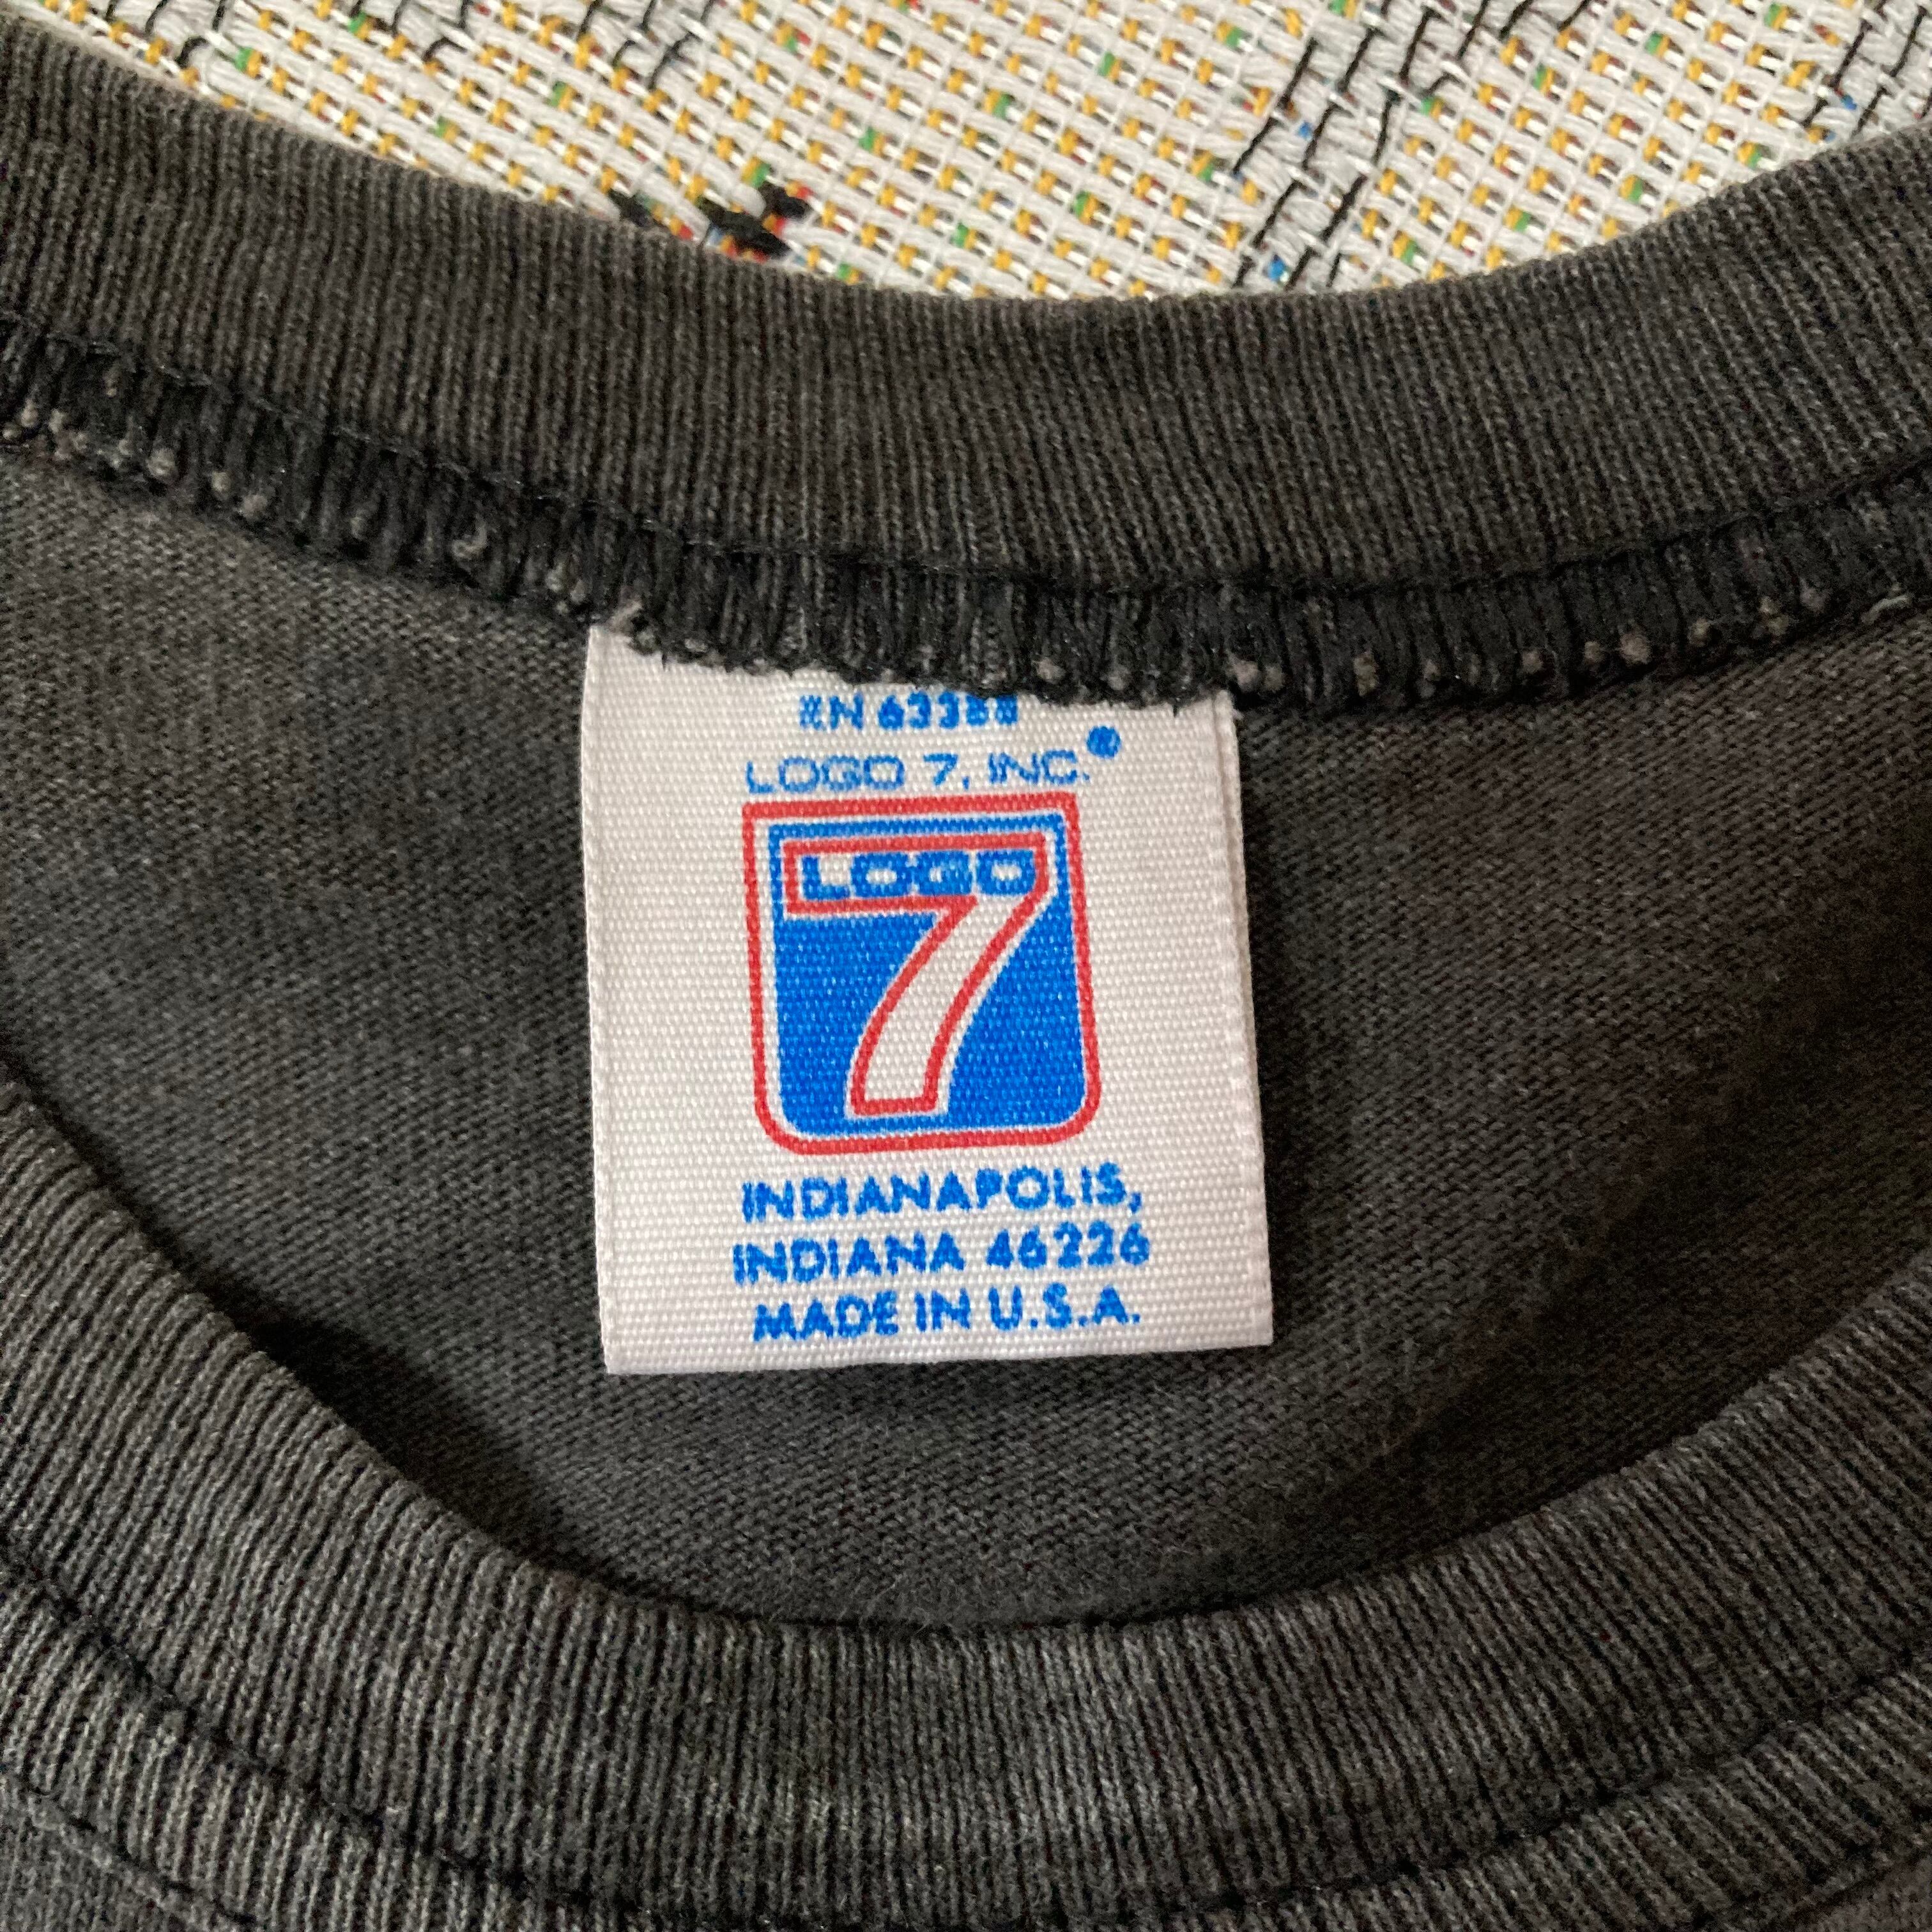 RN 63388
LOGO 7, INC.®
LOGO
7
INDIANAPOLIS,
INDIANA 46226
MADE IN U.S.A.